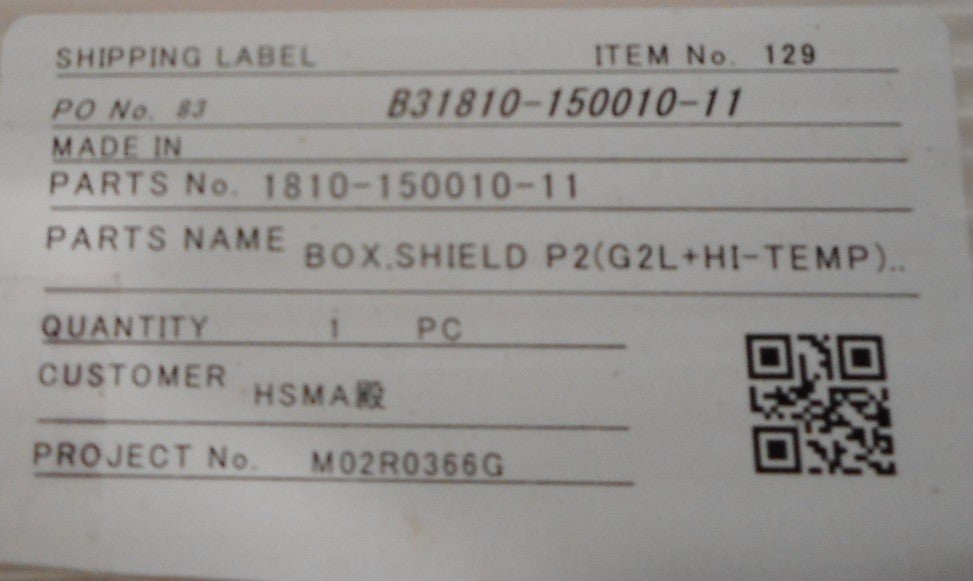 SHIPPING LABEL ITEM No. 129
PO No. 83 B31810-150010-11
MADE IN
PARTS No. 1810-150010-11
PARTS NAME BOX,SHIELD P2(G2L+HI-TEMP)..
QUANTITY 1 PC
CUSTOMER HSMA殿
PROJECT No. M02R0366G